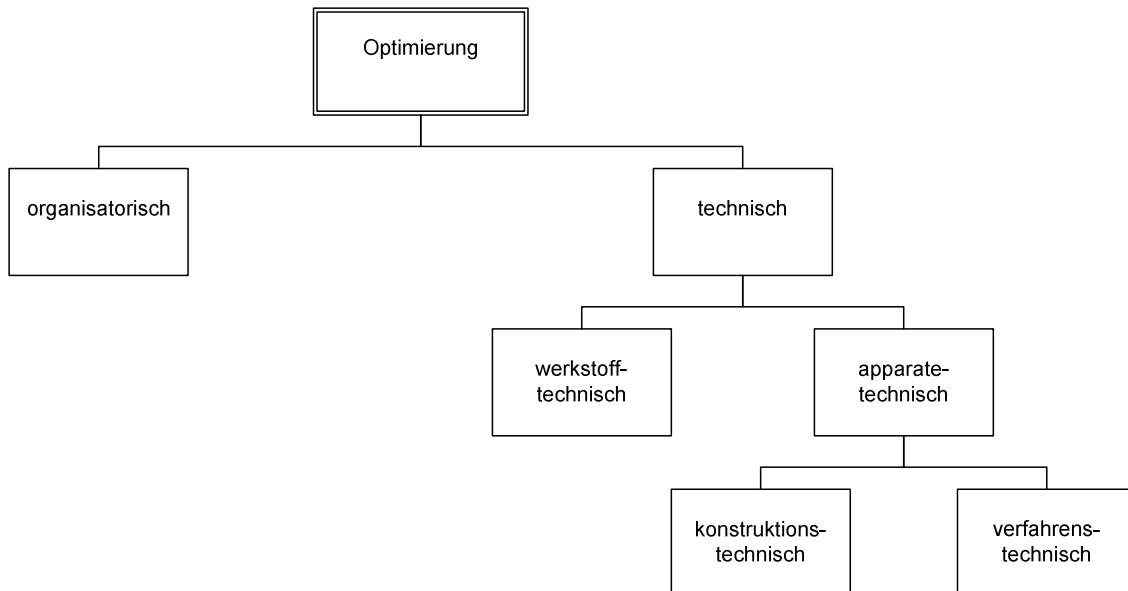 Optimierung
organisatorisch
technisch
werkstoff-
technisch
apparate-
technisch
konstruktions-
technisch
verfahrens-
technisch